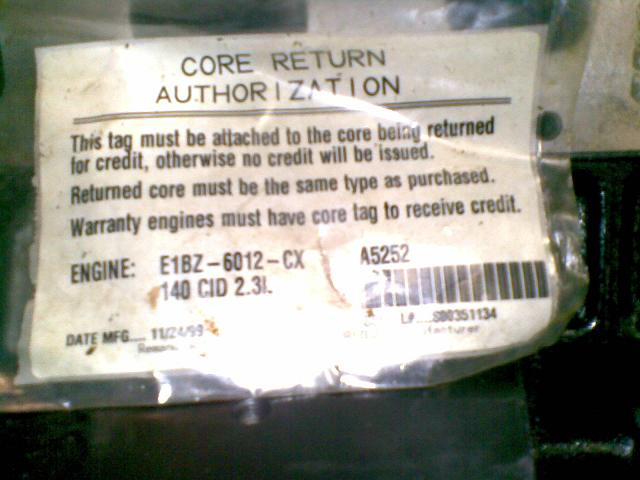 CORE RETURN
AUTHORIZATION
This tag must be attached to the core being returned
for credit, otherwise no credit will be issued.
Returned core must be the same type as purchased.
Warranty engines must have core tag to receive credit.
ENGINE: E1BZ-6012-CX A5252
140 CID 2.3L
L#....S00351134
DATE MFG.... 11/24/99